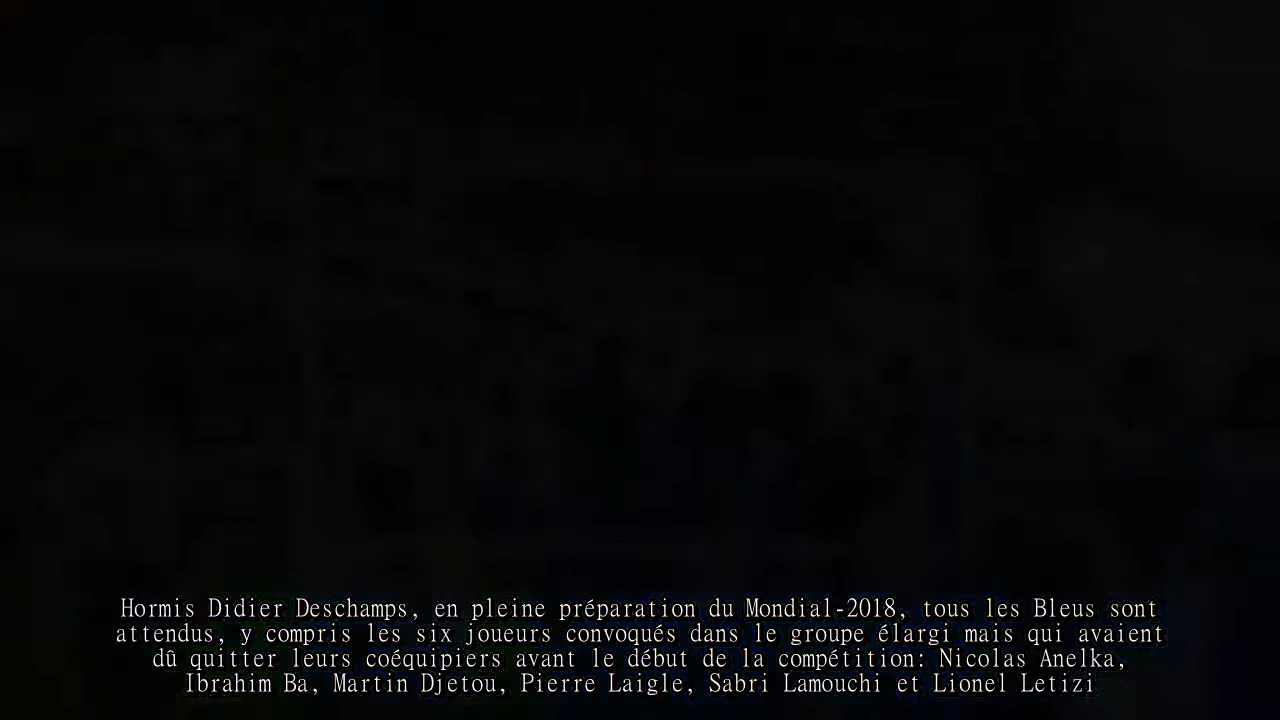 Hormis Didier Deschamps, en pleine préparation du Mondial-2018, tous les Bleus sont
attendus, y compris les six joueurs convoqués dans le groupe élargi mais qui avaient
dû quitter leurs coéquipiers avant le début de la compétition: Nicolas Anelka,
Ibrahim Ba, Martin Djetou, Pierre Laigle, Sabri Lamouchi et Lionel Letizi